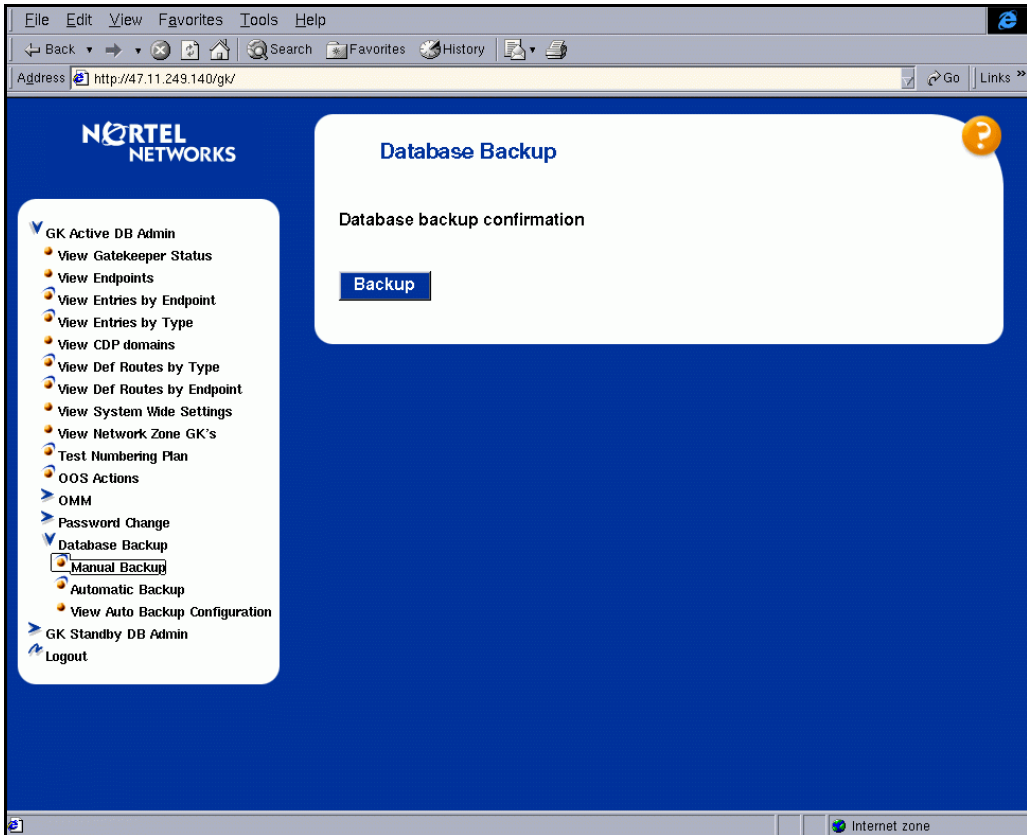 File Edit View Favorites Tools Help
Back Search Favorites History
Address http://47.11.249.140/gk/ Go Links »
NORTEL
NETWORKS
GK Active DB Admin
View Gatekeeper Status
View Endpoints
View Entries by Endpoint
View Entries by Type
View CDP domains
View Def Routes by Type
View Def Routes by Endpoint
View System Wide Settings
View Network Zone GK's
Test Numbering Plan
OOS Actions
OMM
Password Change
Database Backup
Manual Backup
Automatic Backup
View Auto Backup Configuration
GK Standby DB Admin
Logout
Database Backup
?
Database backup confirmation
Backup
Internet zone